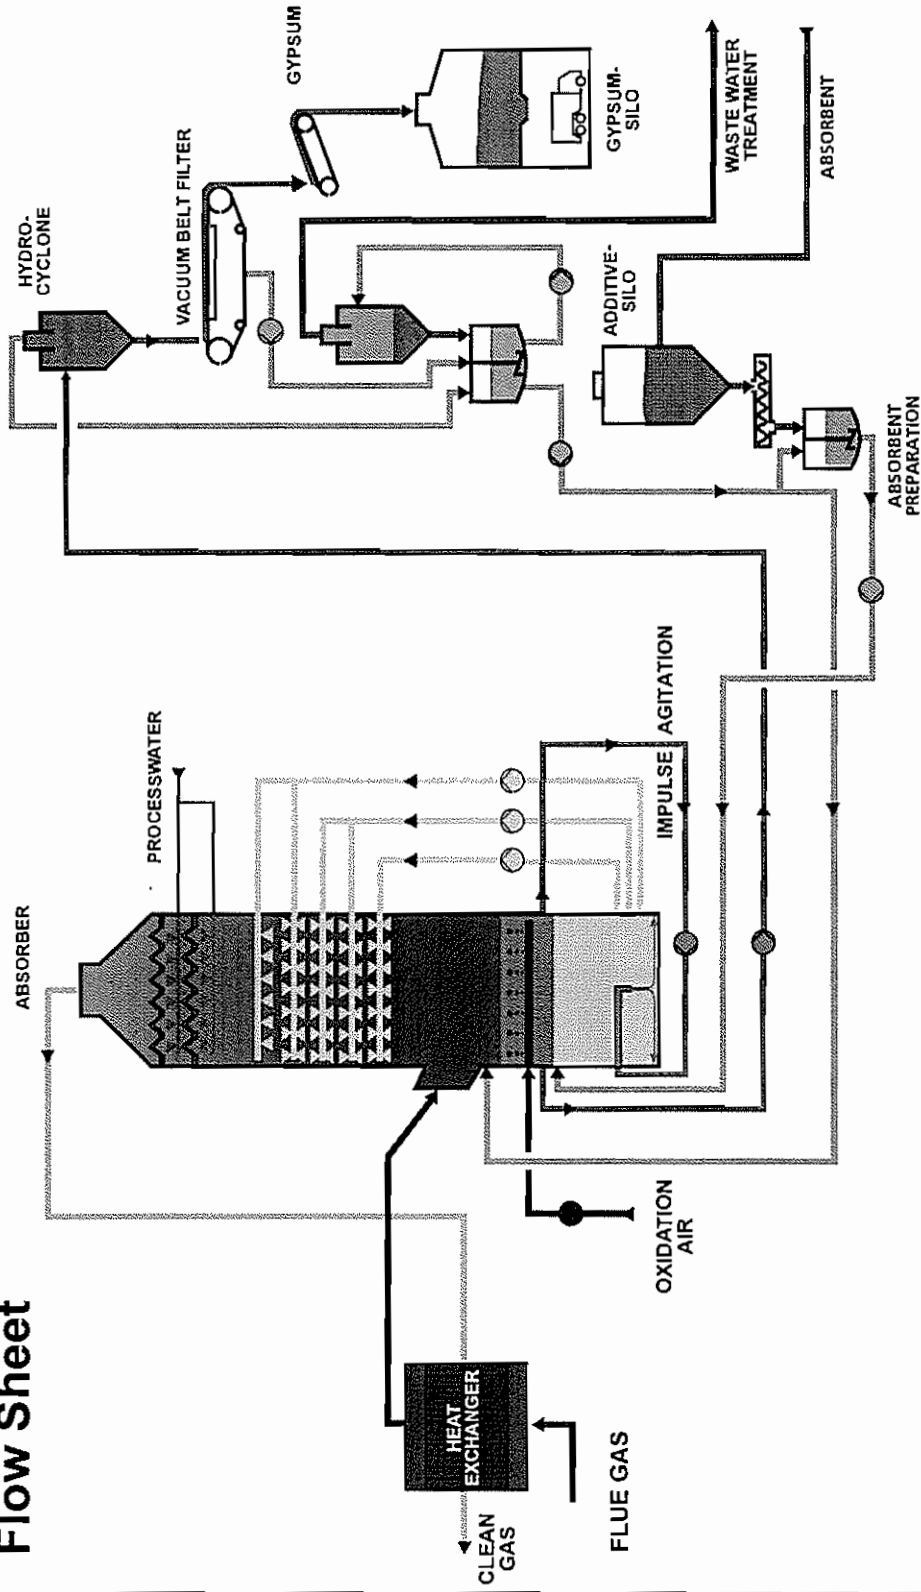 Flow Sheet
ABSORBER
PROCESSWATER
HYDRO-
CYCLONE
VACUUM BELT FILTER
GYPSUM
GYPSUM-
SILO
WASTE WATER
TREATMENT
ABSORBENT
ADDITIVE-
SILO
ABSORBENT
PREPARATION
IMPULSE AGITATION
OXIDATION
AIR
HEAT
EXCHANGER
CLEAN
GAS
FLUE GAS